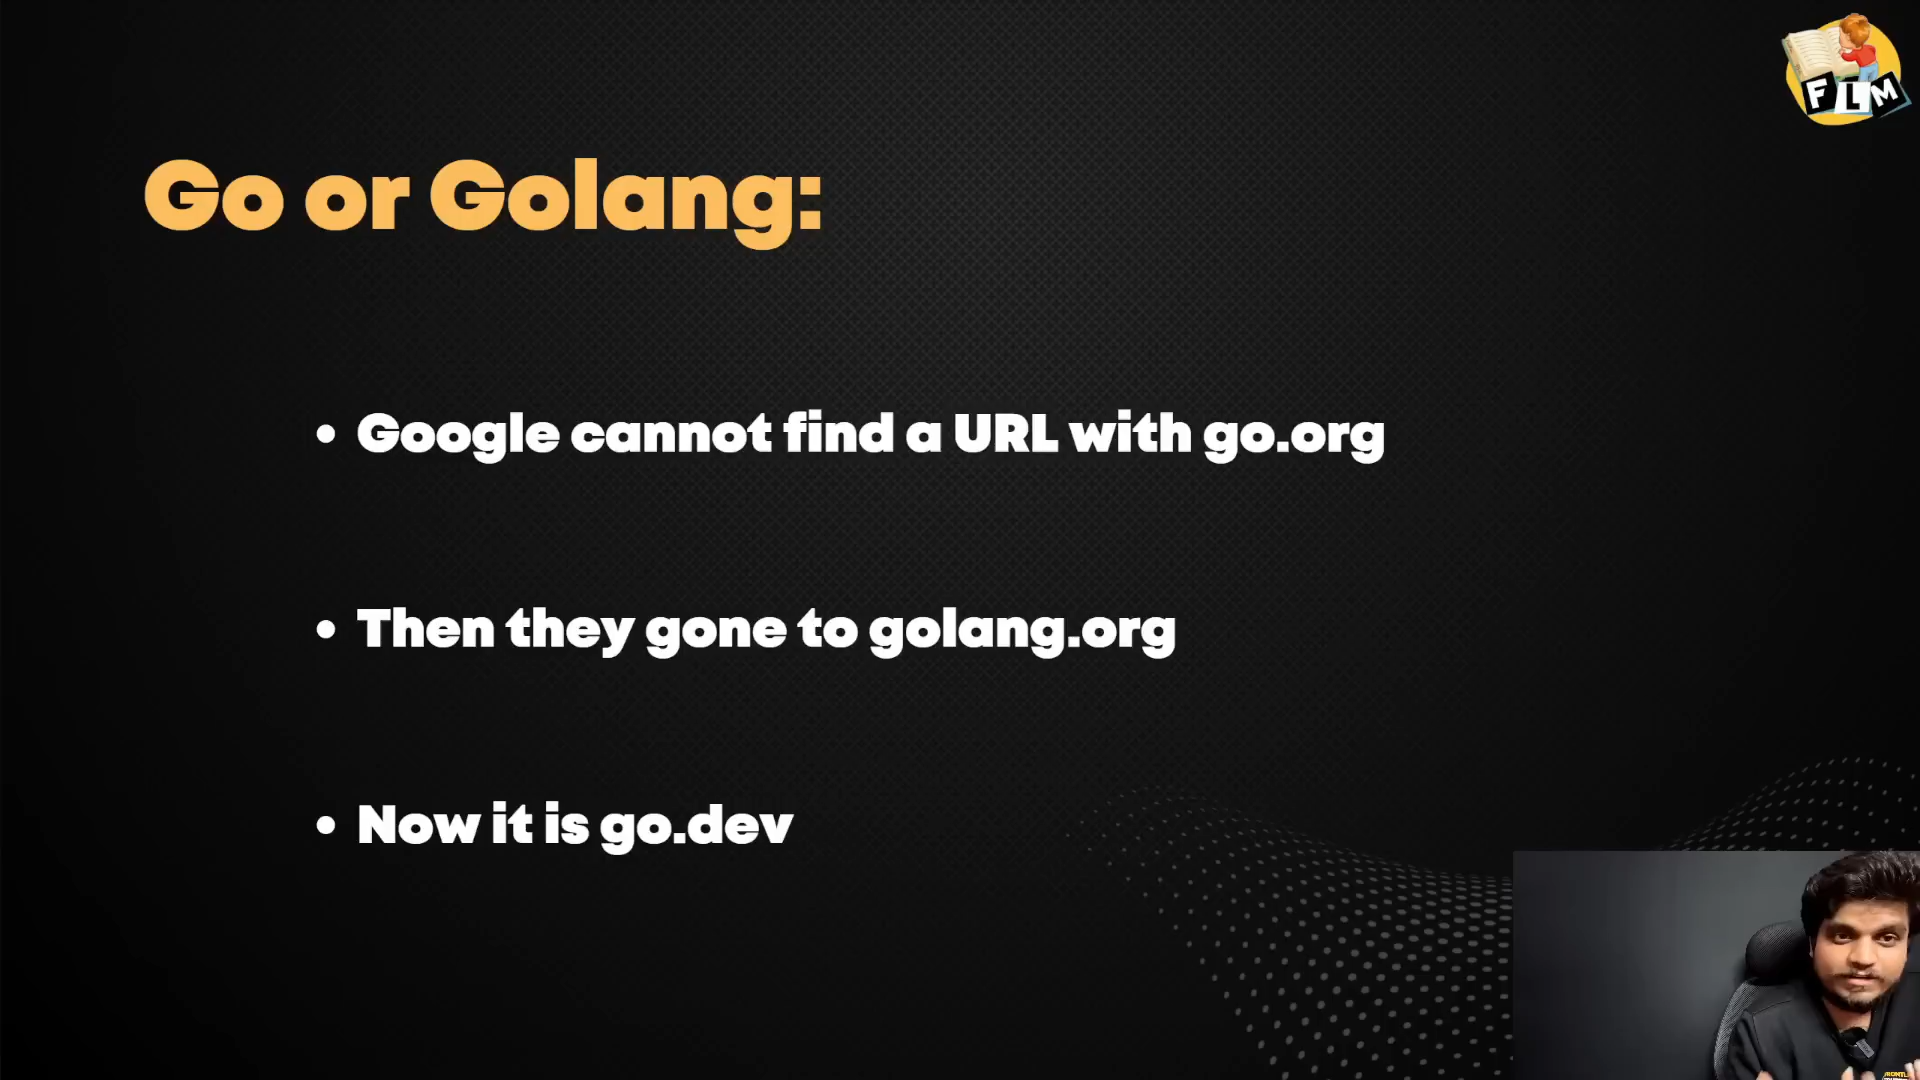 FLM
Go or Golang:
• Google cannot find a URL with go.org
• Then they gone to golang.org
• Now it is go.dev